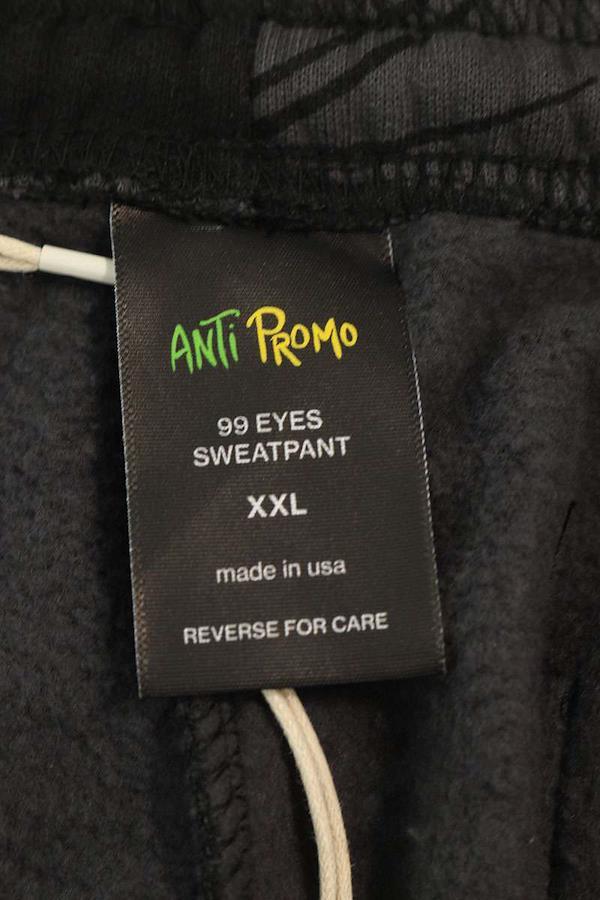 ANTi PROMO
99 EYES
SWEATPANT
XXL
made in usa
REVERSE FOR CARE